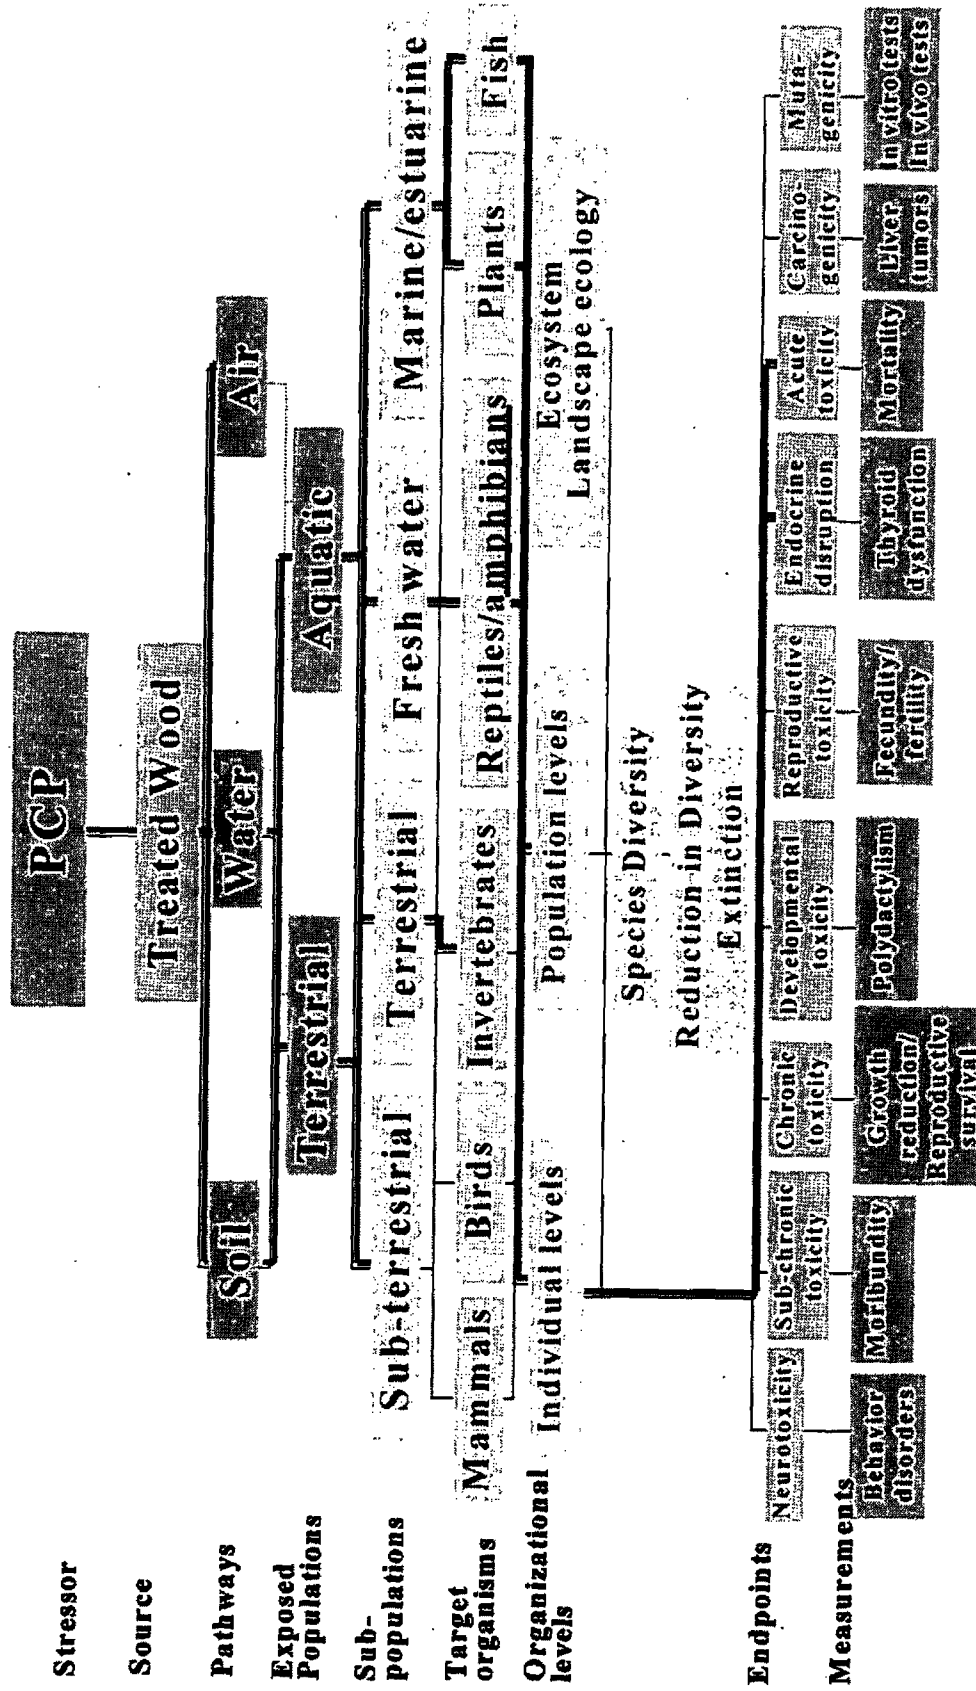 Stressor
PCP
Source
Treated Wood
Pathways
Soil
Water
Air
Exposed
Populations
Terrestrial
Aquatic
Sub-
populations
Sub-terrestrial
Terrestrial
Fresh water
Marine/estuarine
Target
organisms
Mammals
Birds
Invertebrates
Reptiles/amphibians
Plants
Fish
Organizational
levels
Individual levels
Population levels
Ecosystem
Landscape ecology
Species Diversity
Reduction in Diversity
Extinction
Endpoints
Neurotoxicity
Sub-chronic
toxicity
Chronic
toxicity
Developmental
toxicity
Reproductive
toxicity
Endocrine
disruption
Acute
toxicity
Carcino-
genicity
Muta-
genicity
Measurements
Behavior
disorders
Moribundity
Growth
reduction/
Reproductive
survival
Polydactylism
Fecundity/
fertility
Thyroid
dysfunction
Mortality
Liver
tumors
In vitro tests
In vivo tests